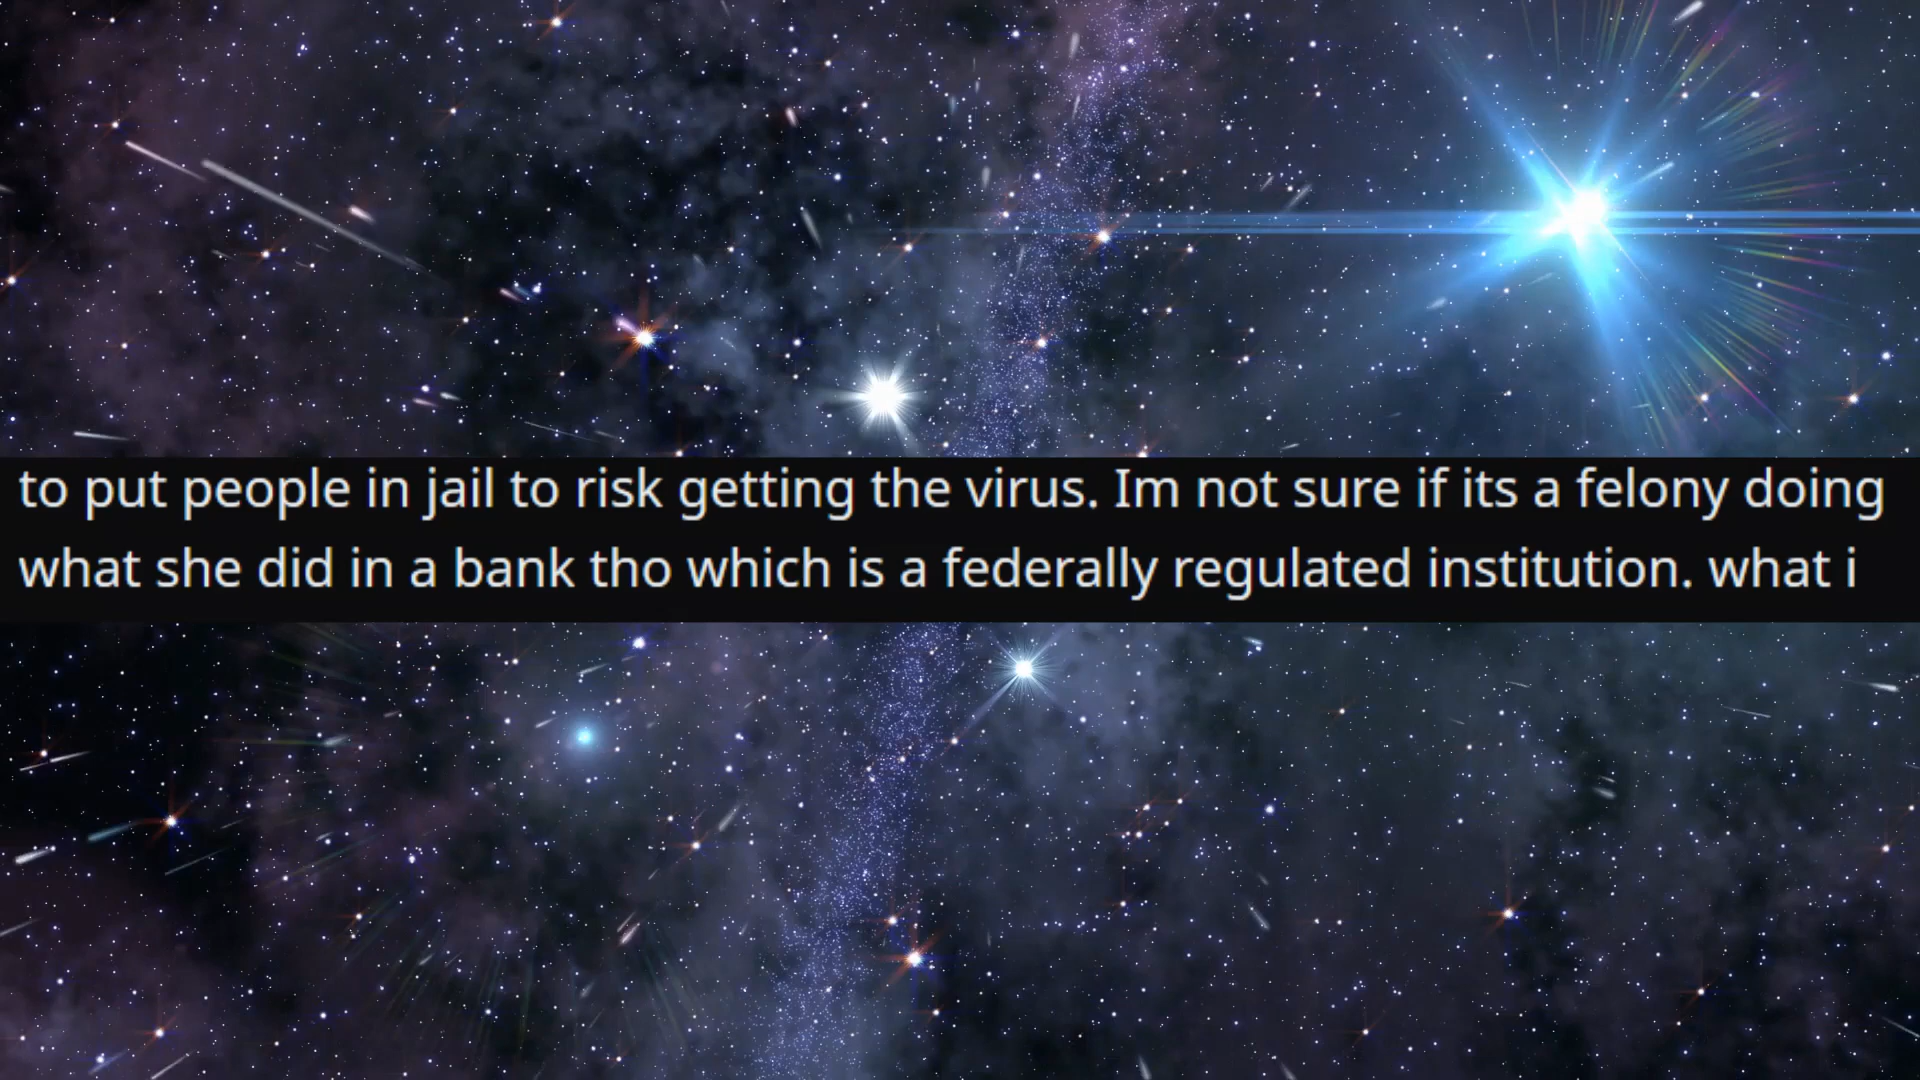 to put people in jail to risk getting the virus. Im not sure if its a felony doing
what she did in a bank tho which is a federally regulated institution. what i